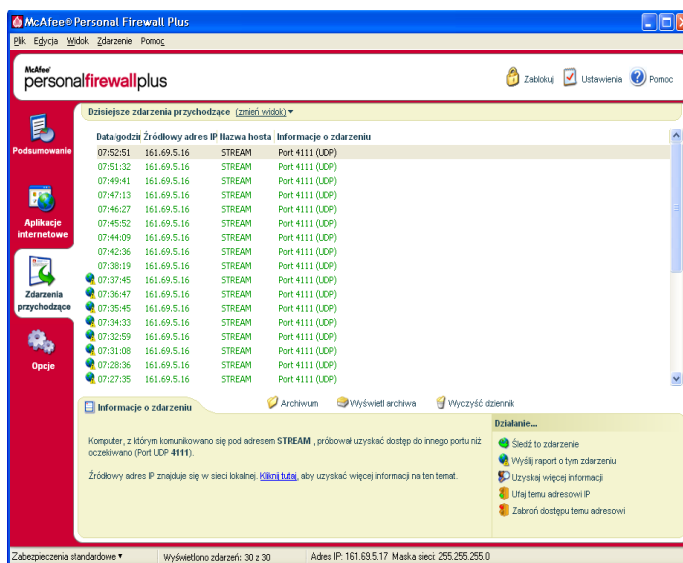 McAfee® Personal Firewall Plus
Plik Edycja Widok Zdarzenie Pomoc
McAfee®
personalfirewallplus
Zablokuj Ustawienia Pomoc
Dzisiejsze zdarzenia przychodzące (zmień widok)
Data/godzi Źródłowy adres IP Nazwa hosta Informacje o zdarzeniu
07:52:51 161.69.5.16 STREAM Port 4111 (UDP)
07:51:32 161.69.5.16 STREAM Port 4111 (UDP)
07:49:41 161.69.5.16 STREAM Port 4111 (UDP)
07:47:13 161.69.5.16 STREAM Port 4111 (UDP)
07:46:27 161.69.5.16 STREAM Port 4111 (UDP)
07:45:52 161.69.5.16 STREAM Port 4111 (UDP)
07:44:09 161.69.5.16 STREAM Port 4111 (UDP)
07:42:36 161.69.5.16 STREAM Port 4111 (UDP)
07:38:19 161.69.5.16 STREAM Port 4111 (UDP)
07:37:45 161.69.5.16 STREAM Port 4111 (UDP)
07:36:47 161.69.5.16 STREAM Port 4111 (UDP)
07:35:45 161.69.5.16 STREAM Port 4111 (UDP)
07:34:33 161.69.5.16 STREAM Port 4111 (UDP)
07:32:59 161.69.5.16 STREAM Port 4111 (UDP)
07:31:08 161.69.5.16 STREAM Port 4111 (UDP)
07:28:36 161.69.5.16 STREAM Port 4111 (UDP)
07:27:35 161.69.5.16 STREAM Port 4111 (UDP)
Podsumowanie
Aplikacje
internetowe
Zdarzenia
przychodzące
Opcje
Informacje o zdarzeniu
Archiwum Wyświetl archiwa Wyczyść dziennik
Komputer, z którym komunikowano się pod adresem STREAM , próbował uzyskać dostęp do innego portu niż
oczekiwano (Port UDP 4111).
Źródłowy adres IP znajduje się w sieci lokalnej. Kliknij tutaj, aby uzyskać więcej informacji na ten temat.
Działanie...
Śledź to zdarzenie
Wyślij raport o tym zdarzeniu
Uzyskaj więcej informacji
Ufaj temu adresowi IP
Zabroń dostępu temu adresowi
Zabezpieczenia standardowe Wyświetlono zdarzeń: 30 z 30 Adres IP: 161.69.5.17 Maska sieci: 255.255.255.0